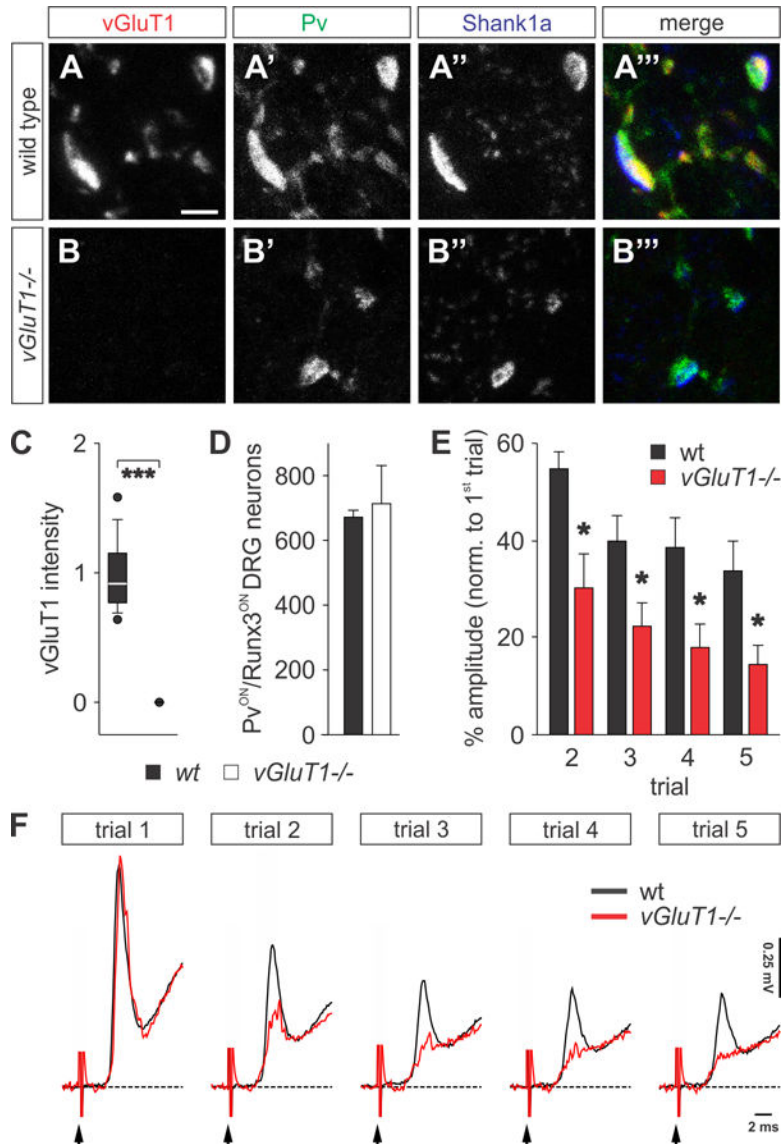 vGluT1 Pv Shank1a merge
wild type
A A' A'' A'''
vGluT1-/-
B B' B'' B'''
C
vGluT1 intensity
2
1
0
***
D
Pv^ON/Runx3^ON DRG neurons
800
600
400
200
0
wt vGluT1-/-
E
% amplitude (norm. to 1st trial)
60
40
20
0
wt
vGluT1-/-
* * * *
2 3 4 5
trial
F
trial 1 trial 2 trial 3 trial 4 trial 5
wt
vGluT1-/-
0.25 mV
2 ms